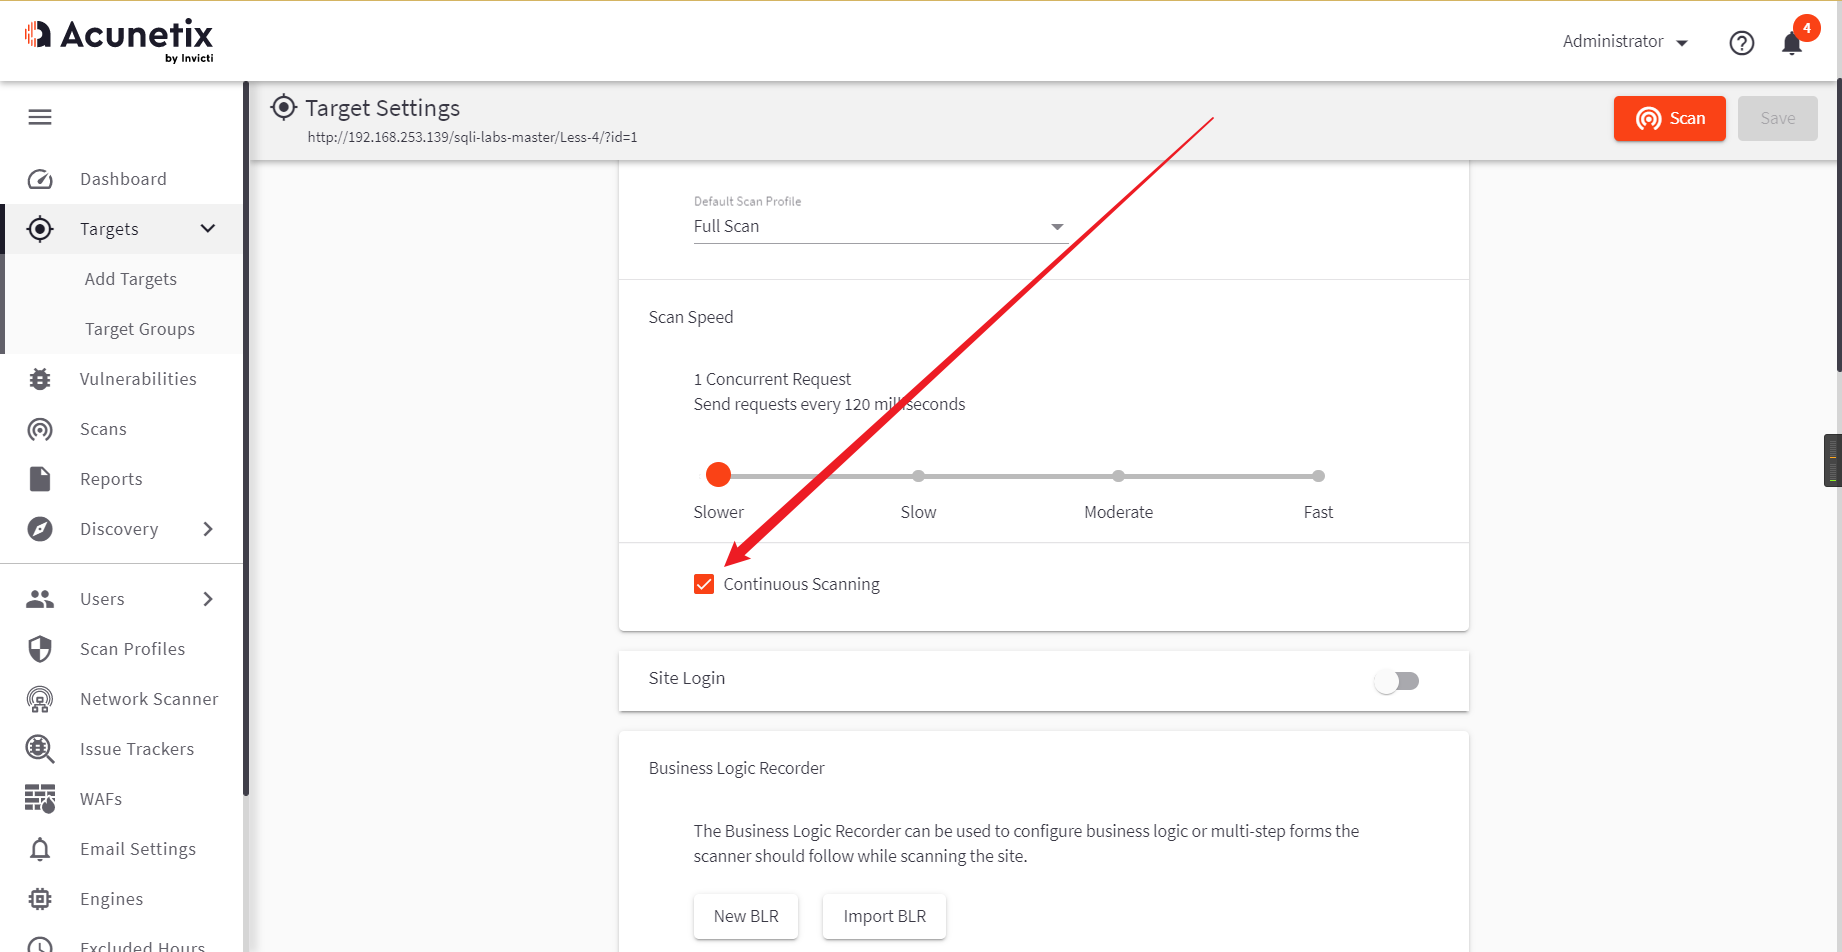 Acunetix
by Invicti
Administrator
4
Target Settings
http://192.168.253.139/sqli-labs-master/Less-4/?id=1
Scan
Save
Dashboard
Targets
Add Targets
Target Groups
Vulnerabilities
Scans
Reports
Discovery
Users
Scan Profiles
Network Scanner
Issue Trackers
WAFs
Email Settings
Engines
Excluded Hours
Default Scan Profile
Full Scan
Scan Speed
1 Concurrent Request
Send requests every 120 milliseconds
Slower
Slow
Moderate
Fast
Continuous Scanning
Site Login
Business Logic Recorder
The Business Logic Recorder can be used to configure business logic or multi-step forms the
scanner should follow while scanning the site.
New BLR
Import BLR